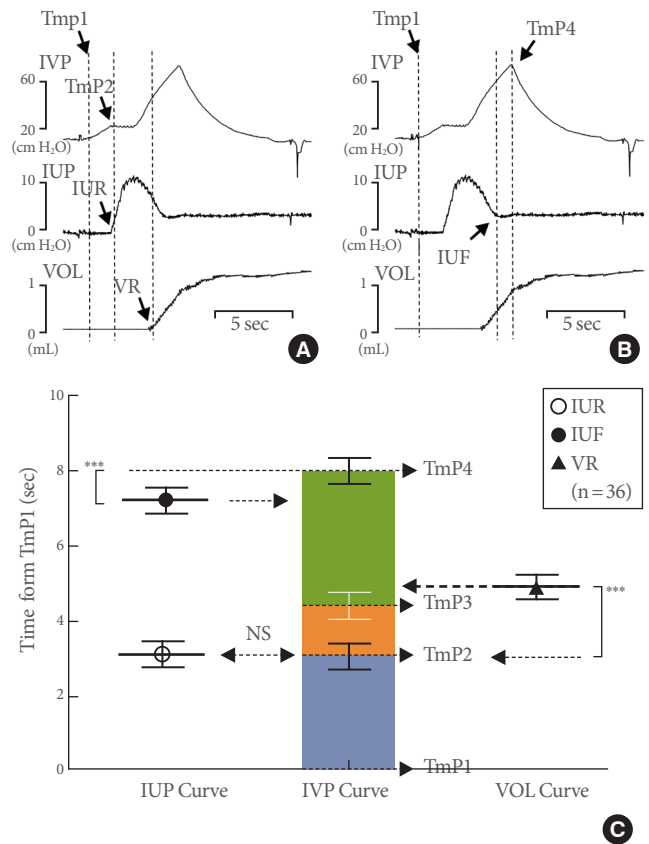 Tmp1
IVP
60
TmP2
20
(cm H₂O)
IUP
10
IUR
0
(cm H₂O)
VOL
1
VR
0
(mL)
5 sec
A
Tmp1
TmP4
IVP
60
20
(cm H₂O)
IUP
10
0
(cm H₂O)
IUF
VOL
1
0
(mL)
5 sec
B
Time form TmP1 (sec)
10
8
6
4
2
0
***
NS
TmP4
TmP3
TmP2
TmP1
***
IUR
IUF
VR
(n=36)
IUP Curve
IVP Curve
VOL Curve
C